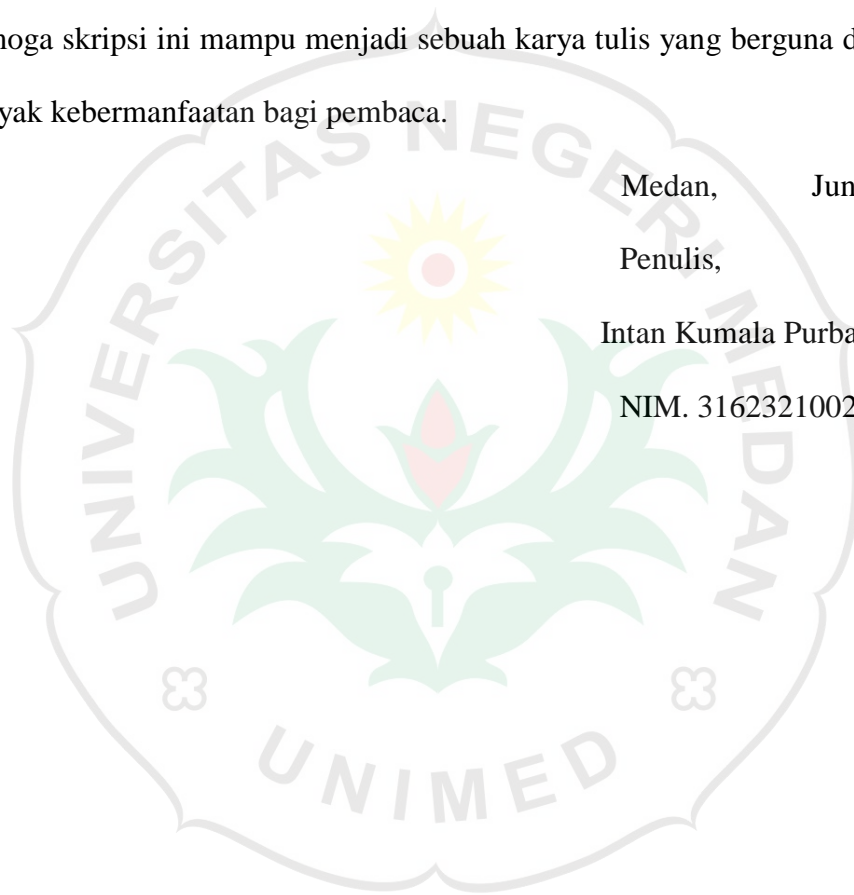 noga skripsi ini mampu menjadi sebuah karya tulis yang berguna d
yak kebermanfaatan bagi pembaca.
Medan, Jun
Penulis,
Intan Kumala Purba
NIM. 3162321002
UNIVERSITAS NEGERI MEDAN
UNIMED